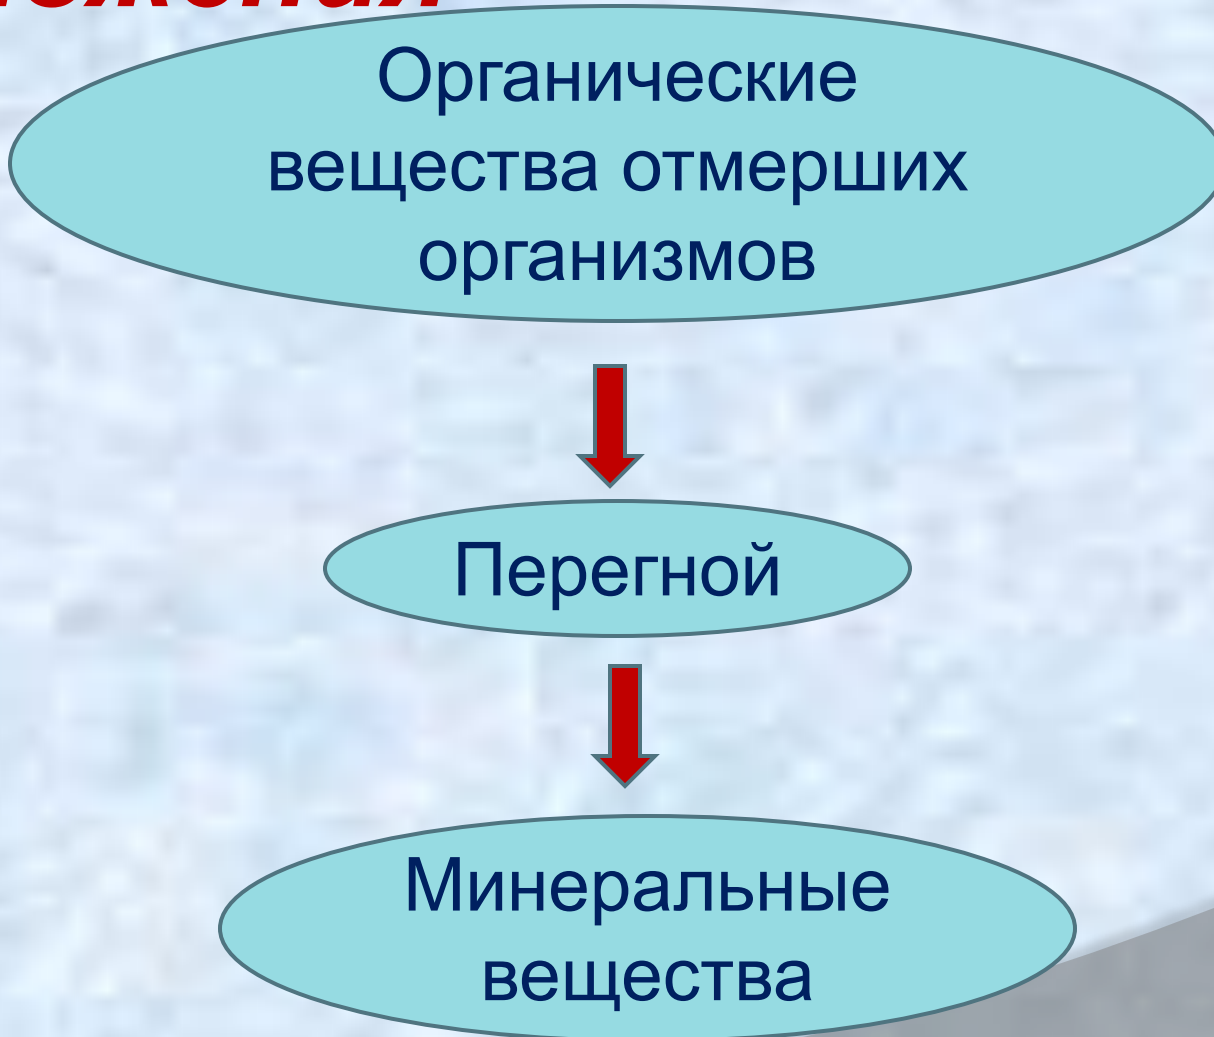 Органические
вещества отмерших
организмов
Перегной
Минеральные
вещества